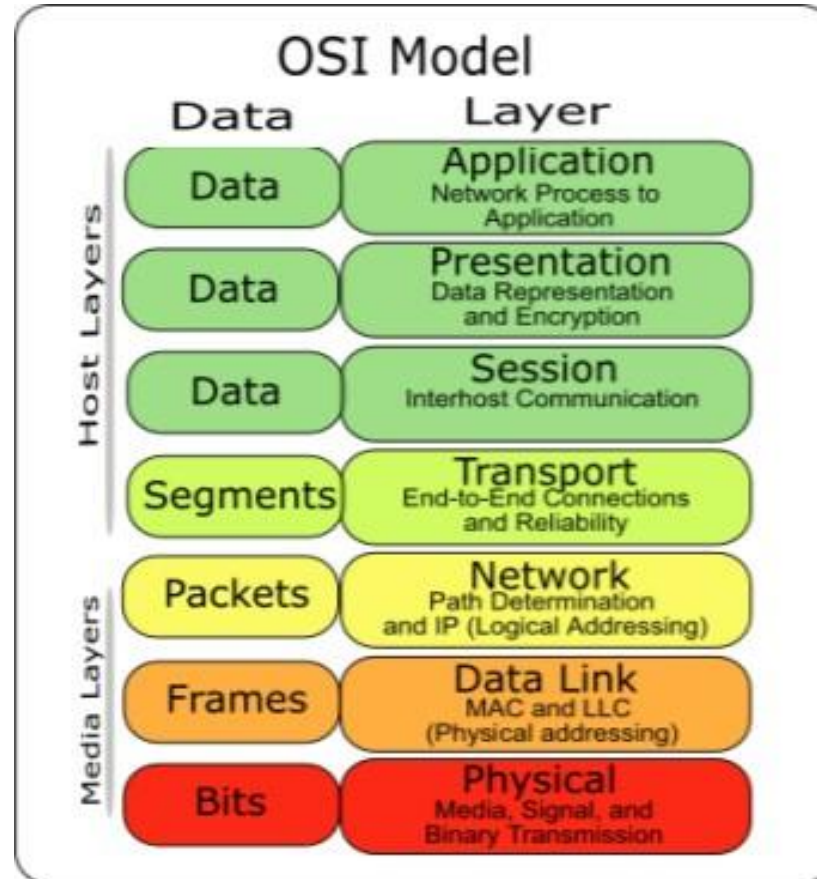 OSI Model
Data Layer
Host Layers
Data
Application
Network Process to
Application
Data
Presentation
Data Representation
and Encryption
Data
Session
Interhost Communication
Segments
Transport
End-to-End Connections
and Reliability
Media Layers
Packets
Network
Path Determination
and IP (Logical Addressing)
Frames
Data Link
MAC and LLC
(Physical addressing)
Bits
Physical
Media, Signal, and
Binary Transmission